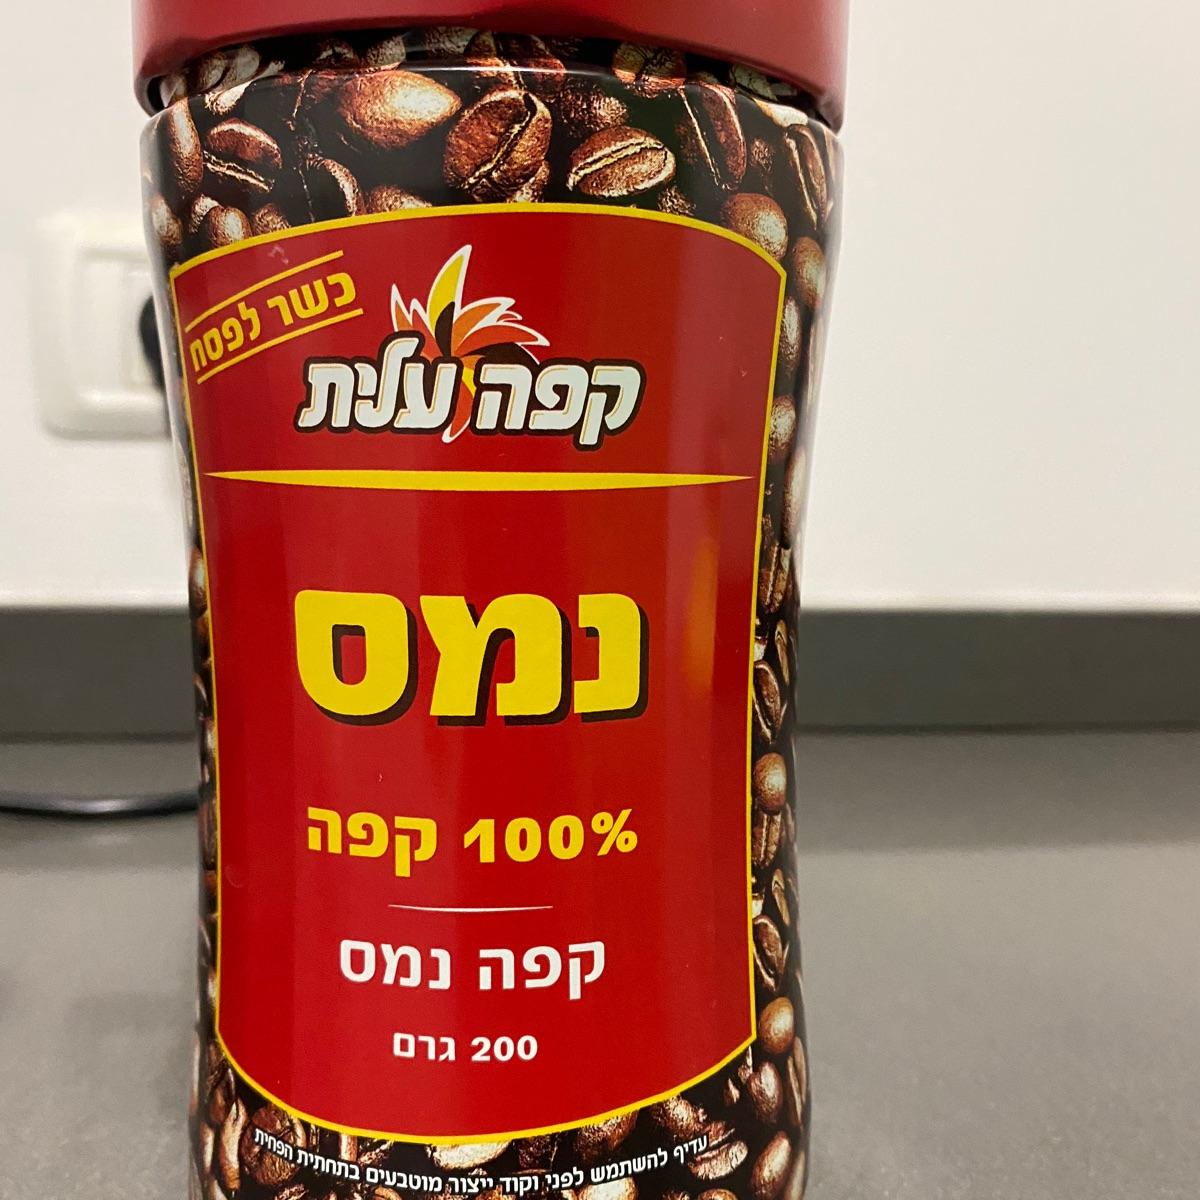 כשר לפסח
קפה עלית
נמס
100% קפה
קפה נמס
200 גרם
עדיף להשתמש לפני וקוד ייצור מוטבעים בתחתית הפחית